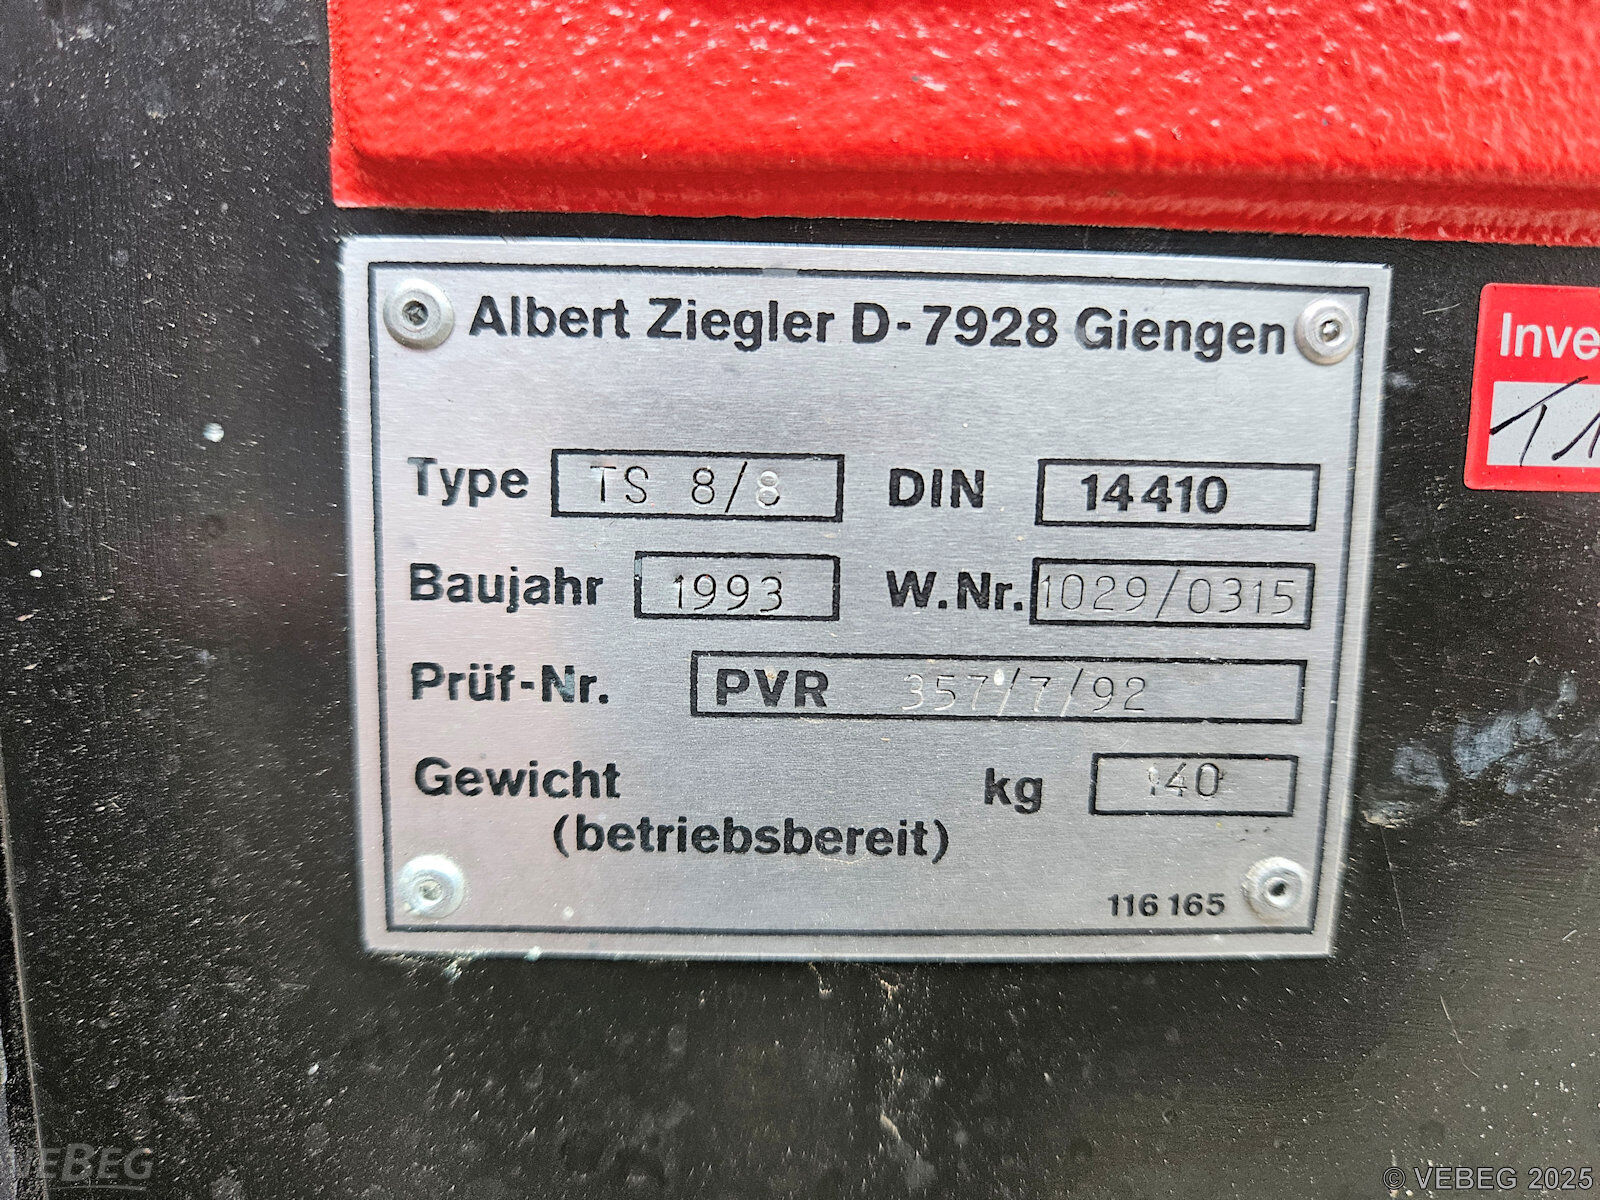 Albert Ziegler D-7928 Giengen
Type TS 8/8 DIN 14410
Baujahr 1993 W.Nr. 1029/0315
Prüf-Nr. PVR 357/7/92
Gewicht kg 140
(betriebsbereit)
116 165
Inve
VEBEG
© VEBEG 2025